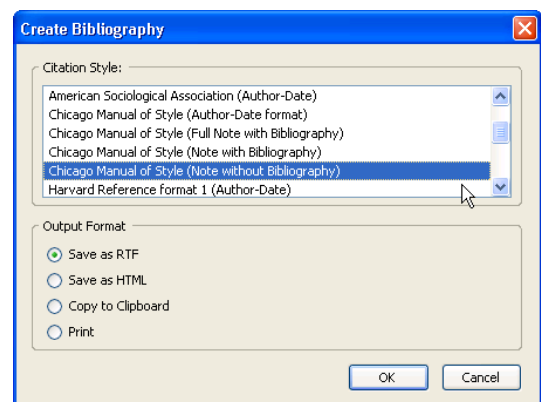 Create Bibliography
Citation Style:
American Sociological Association (Author-Date)
Chicago Manual of Style (Author-Date format)
Chicago Manual of Style (Full Note with Bibliography)
Chicago Manual of Style (Note with Bibliography)
Chicago Manual of Style (Note without Bibliography)
Harvard Reference format 1 (Author-Date)
Output Format
Save as RTF
Save as HTML
Copy to Clipboard
Print
OK Cancel